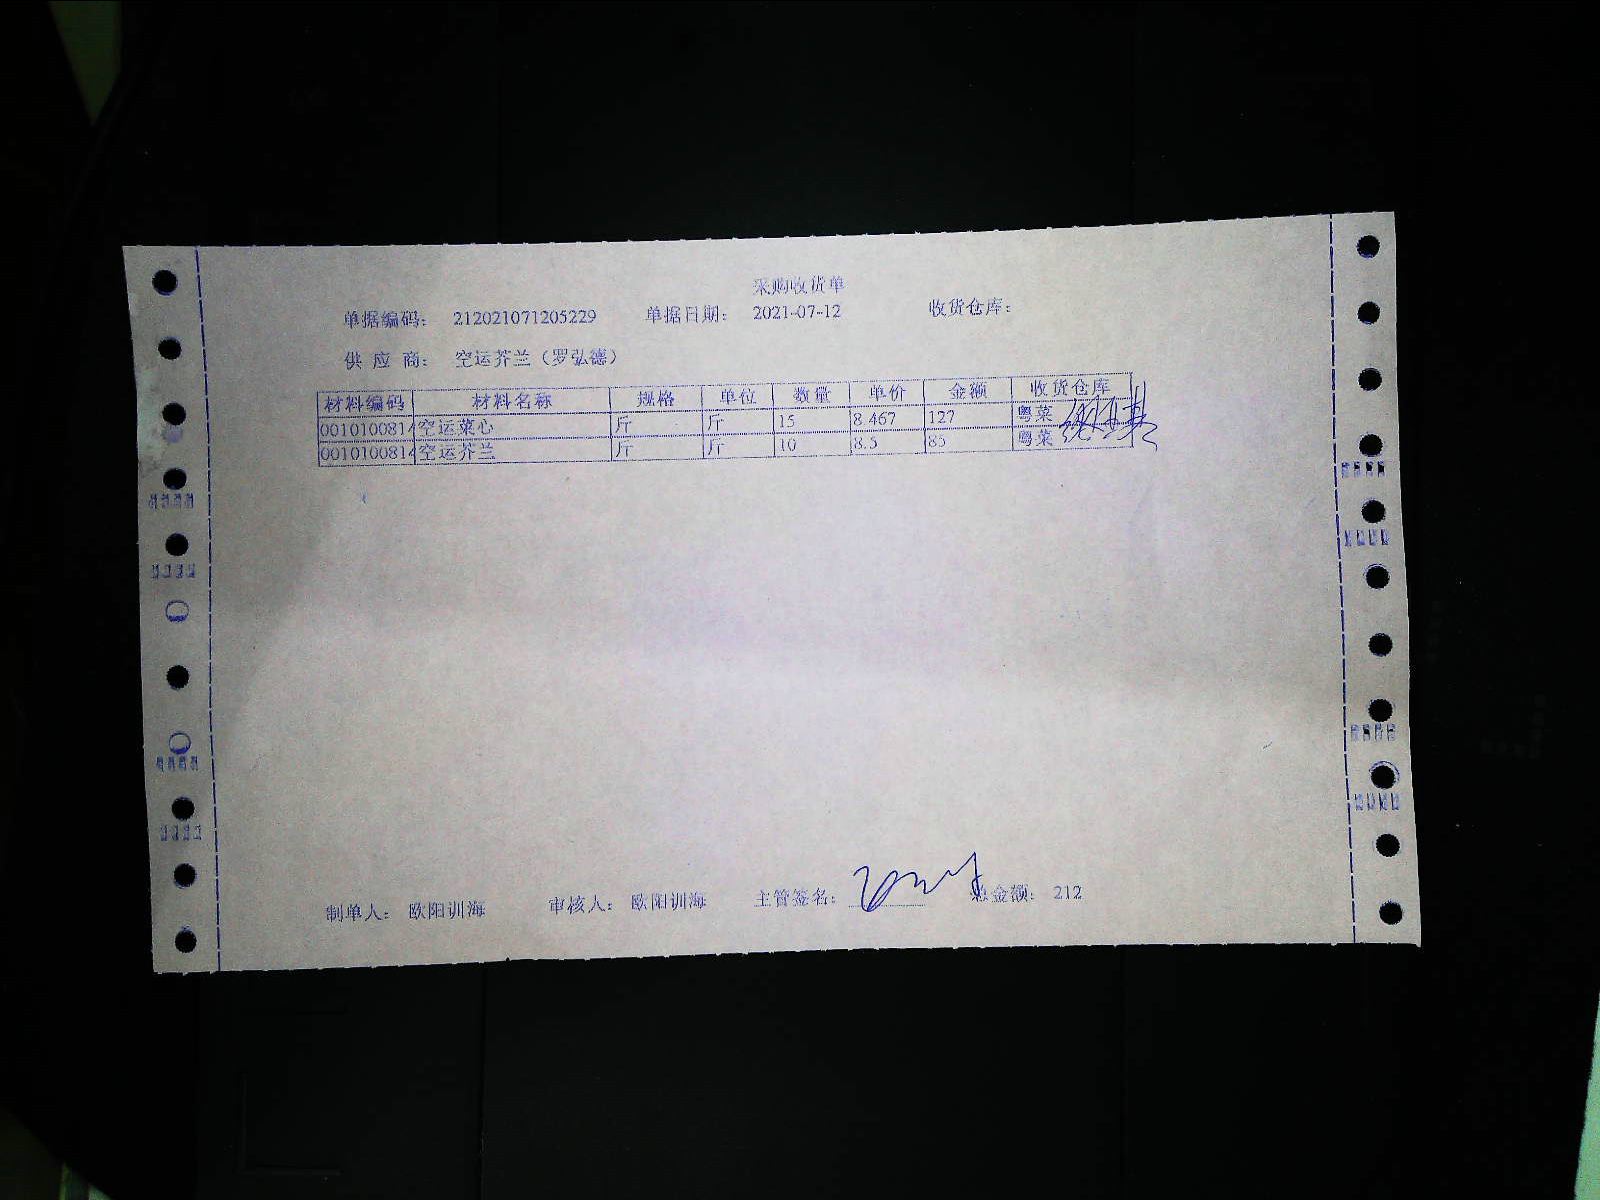 采购收货单
单据编码: 212021071205229 单据日期: 2021-07-12 收货仓库:
供应商: 空运芥兰（罗弘德）
材料编码 材料名称 规格 单位 数量 单价 金额 收货仓库
0010100814 空运菜心 斤 斤 15 8.467 127 粤菜
0010100814 空运芥兰 斤 斤 10 8.5 85 粤菜
制单人: 欧阳训海 审核人: 欧阳训海 主管签名: 总金额: 212